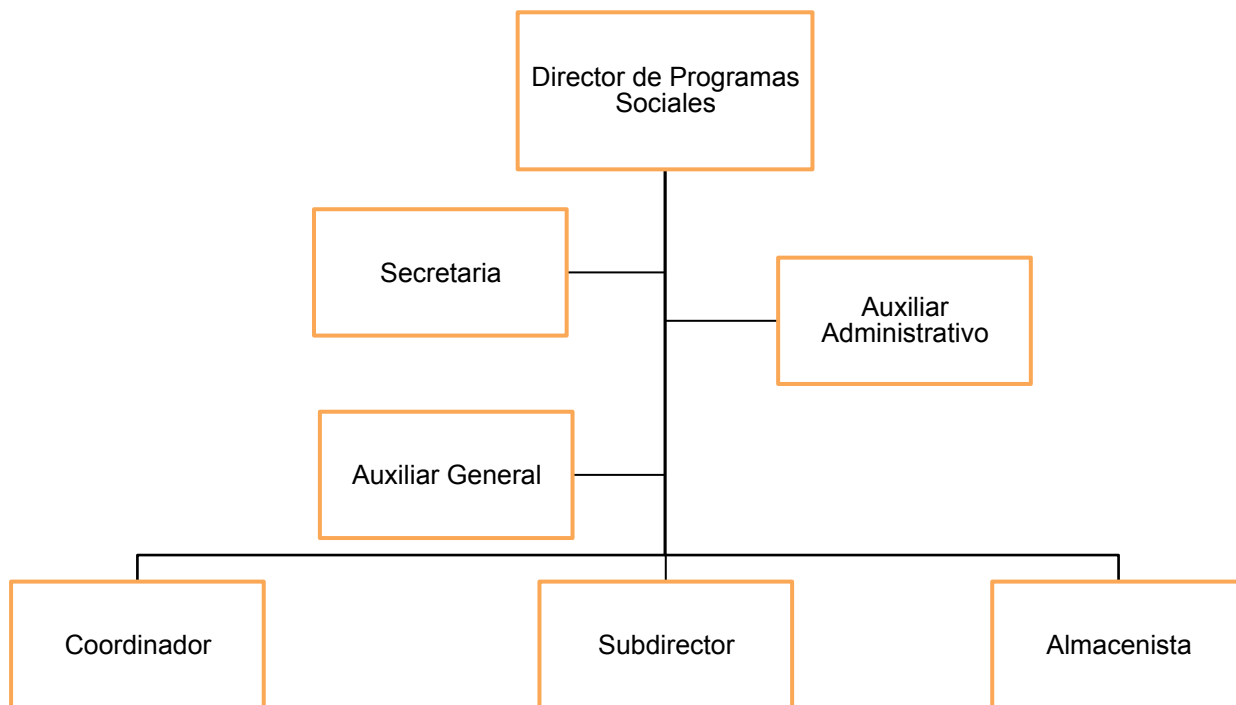 Director de Programas
Sociales
Secretaria
Auxiliar
Administrativo
Auxiliar General
Coordinador
Subdirector
Almacenista